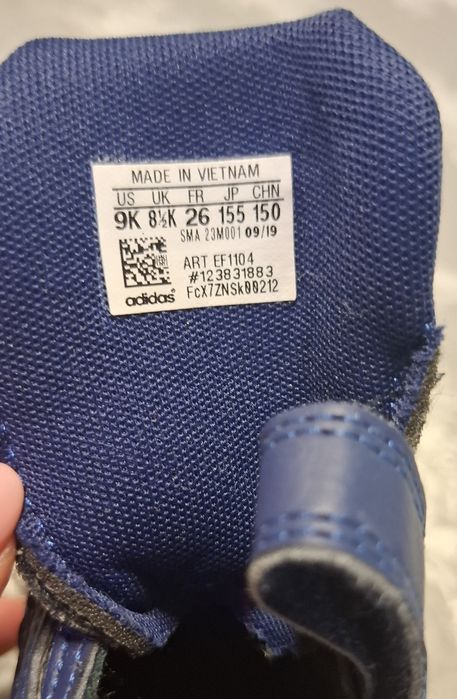 MADE IN VIETNAM
US UK FR JP CHN
9K 8½K 26 155 150
SMA 23M001 09/19
ART EF1104
#123831883
adidas® FcX7ZNSk00212